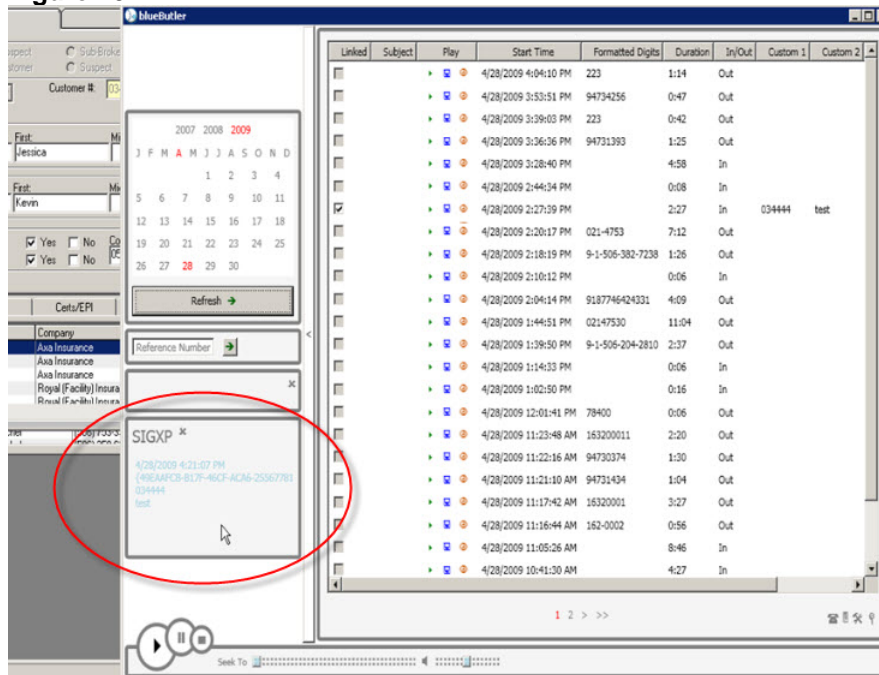 blueButler
Sub-Broke
Suspect
Customer #: 03
First: Mi
Jessica
First: Mi
Kevin
Yes No
Yes No 05
Certs/EPI
Company
Axa Insurance
Axa Insurance
Axa Insurance
Royal (Facility) Insura
Royal (Facility) Insura
2007 2008 2009
J F M A M J J A S O N D
1 2 3 4
5 6 7 8 9 10 11
12 13 14 15 16 17 18
19 20 21 22 23 24 25
26 27 28 29 30
Refresh
Reference Number
SIGXP ×
4/28/2009 4:21:07 PM
{49EAAFC8-B17F-46CF-ACA6-25567781
034444
test
Linked Subject Play Start Time Formatted Digits Duration In/Out Custom 1 Custom 2
4/28/2009 4:04:10 PM 223 1:14 Out
4/28/2009 3:53:51 PM 94734256 0:47 Out
4/28/2009 3:39:03 PM 223 0:42 Out
4/28/2009 3:36:36 PM 94731393 1:25 Out
4/28/2009 3:28:40 PM 4:58 In
4/28/2009 2:44:34 PM 0:08 In
4/28/2009 2:27:39 PM 2:27 In 034444 test
4/28/2009 2:20:17 PM 021-4753 7:12 Out
4/28/2009 2:18:19 PM 9-1-506-382-7238 1:26 Out
4/28/2009 2:10:12 PM 0:06 In
4/28/2009 2:04:14 PM 9187746424331 4:09 Out
4/28/2009 1:44:51 PM 02147530 11:04 Out
4/28/2009 1:39:50 PM 9-1-506-204-2810 2:37 Out
4/28/2009 1:14:33 PM 0:06 In
4/28/2009 1:02:50 PM 0:16 In
4/28/2009 12:01:41 PM 78400 0:06 Out
4/28/2009 11:23:48 AM 163200011 2:20 Out
4/28/2009 11:22:16 AM 94730374 1:30 Out
4/28/2009 11:21:10 AM 94731434 1:04 Out
4/28/2009 11:17:42 AM 16320001 3:27 Out
4/28/2009 11:16:44 AM 162-0002 0:56 Out
4/28/2009 11:05:26 AM 8:46 In
4/28/2009 10:41:30 AM 4:27 In
1 2 > >>
Seek To